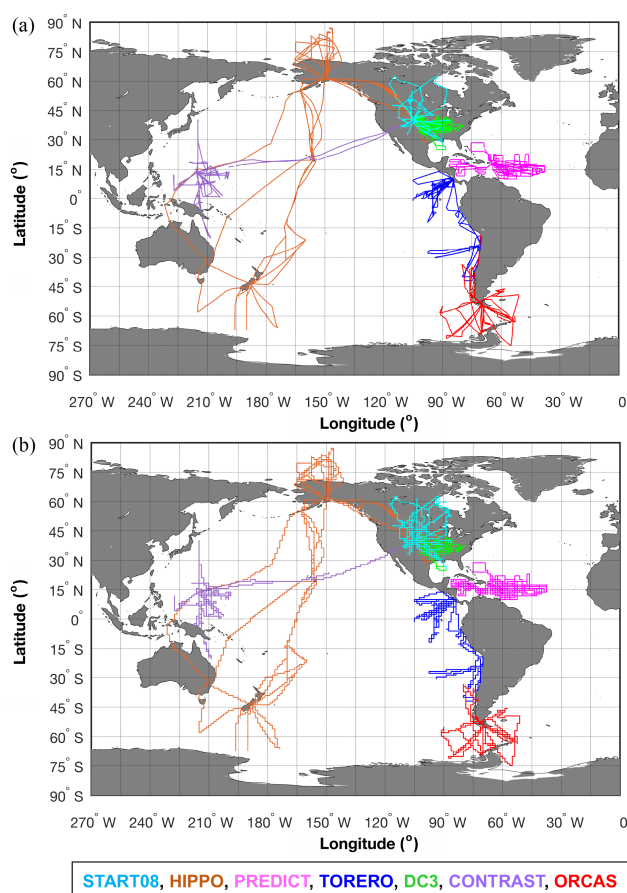 (a)
90° N
75° N
60° N
45° N
30° N
15° N
0° N
15° S
30° S
45° S
60° S
75° S
90° S
Latitude (°)
270° W 240° W 210° W 180° W 150° W 120° W 90° W 60° W 30° W 0
Longitude (°)
(b)
90° N
75° N
60° N
45° N
30° N
15° N
0° N
15° S
30° S
45° S
60° S
75° S
90° S
Latitude (°)
270° W 240° W 210° W 180° W 150° W 120° W 90° W 60° W 30° W 0
Longitude (°)
START08, HIPPO, PREDICT, TORERO, DC3, CONTRAST, ORCAS